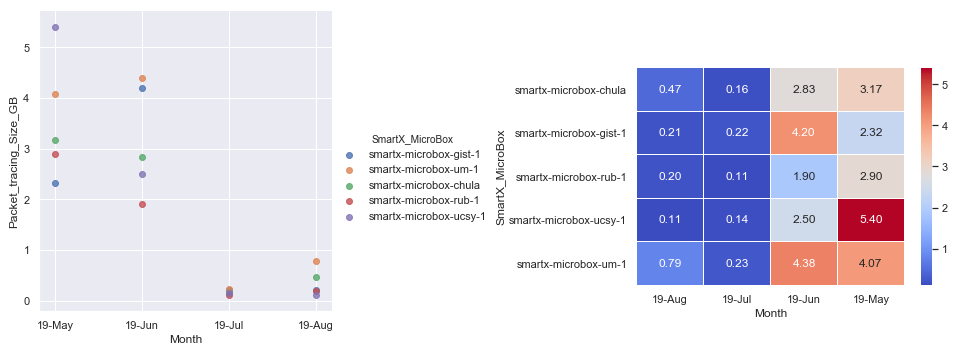 Packet_tracing_Size_GB
5
4
3
2
1
0
19-May 19-Jun 19-Jul 19-Aug
Month
SmartX_MicroBox
smartx-microbox-gist-1
smartx-microbox-um-1
smartx-microbox-chula
smartx-microbox-rub-1
smartx-microbox-ucsy-1
SmartX_MicroBox
smartx-microbox-chula 0.47 0.16 2.83 3.17
smartx-microbox-gist-1 0.21 0.22 4.20 2.32
smartx-microbox-rub-1 0.20 0.11 1.90 2.90
smartx-microbox-ucsy-1 0.11 0.14 2.50 5.40
smartx-microbox-um-1 0.79 0.23 4.38 4.07
19-Aug 19-Jul 19-Jun 19-May
Month
5
4
3
2
1